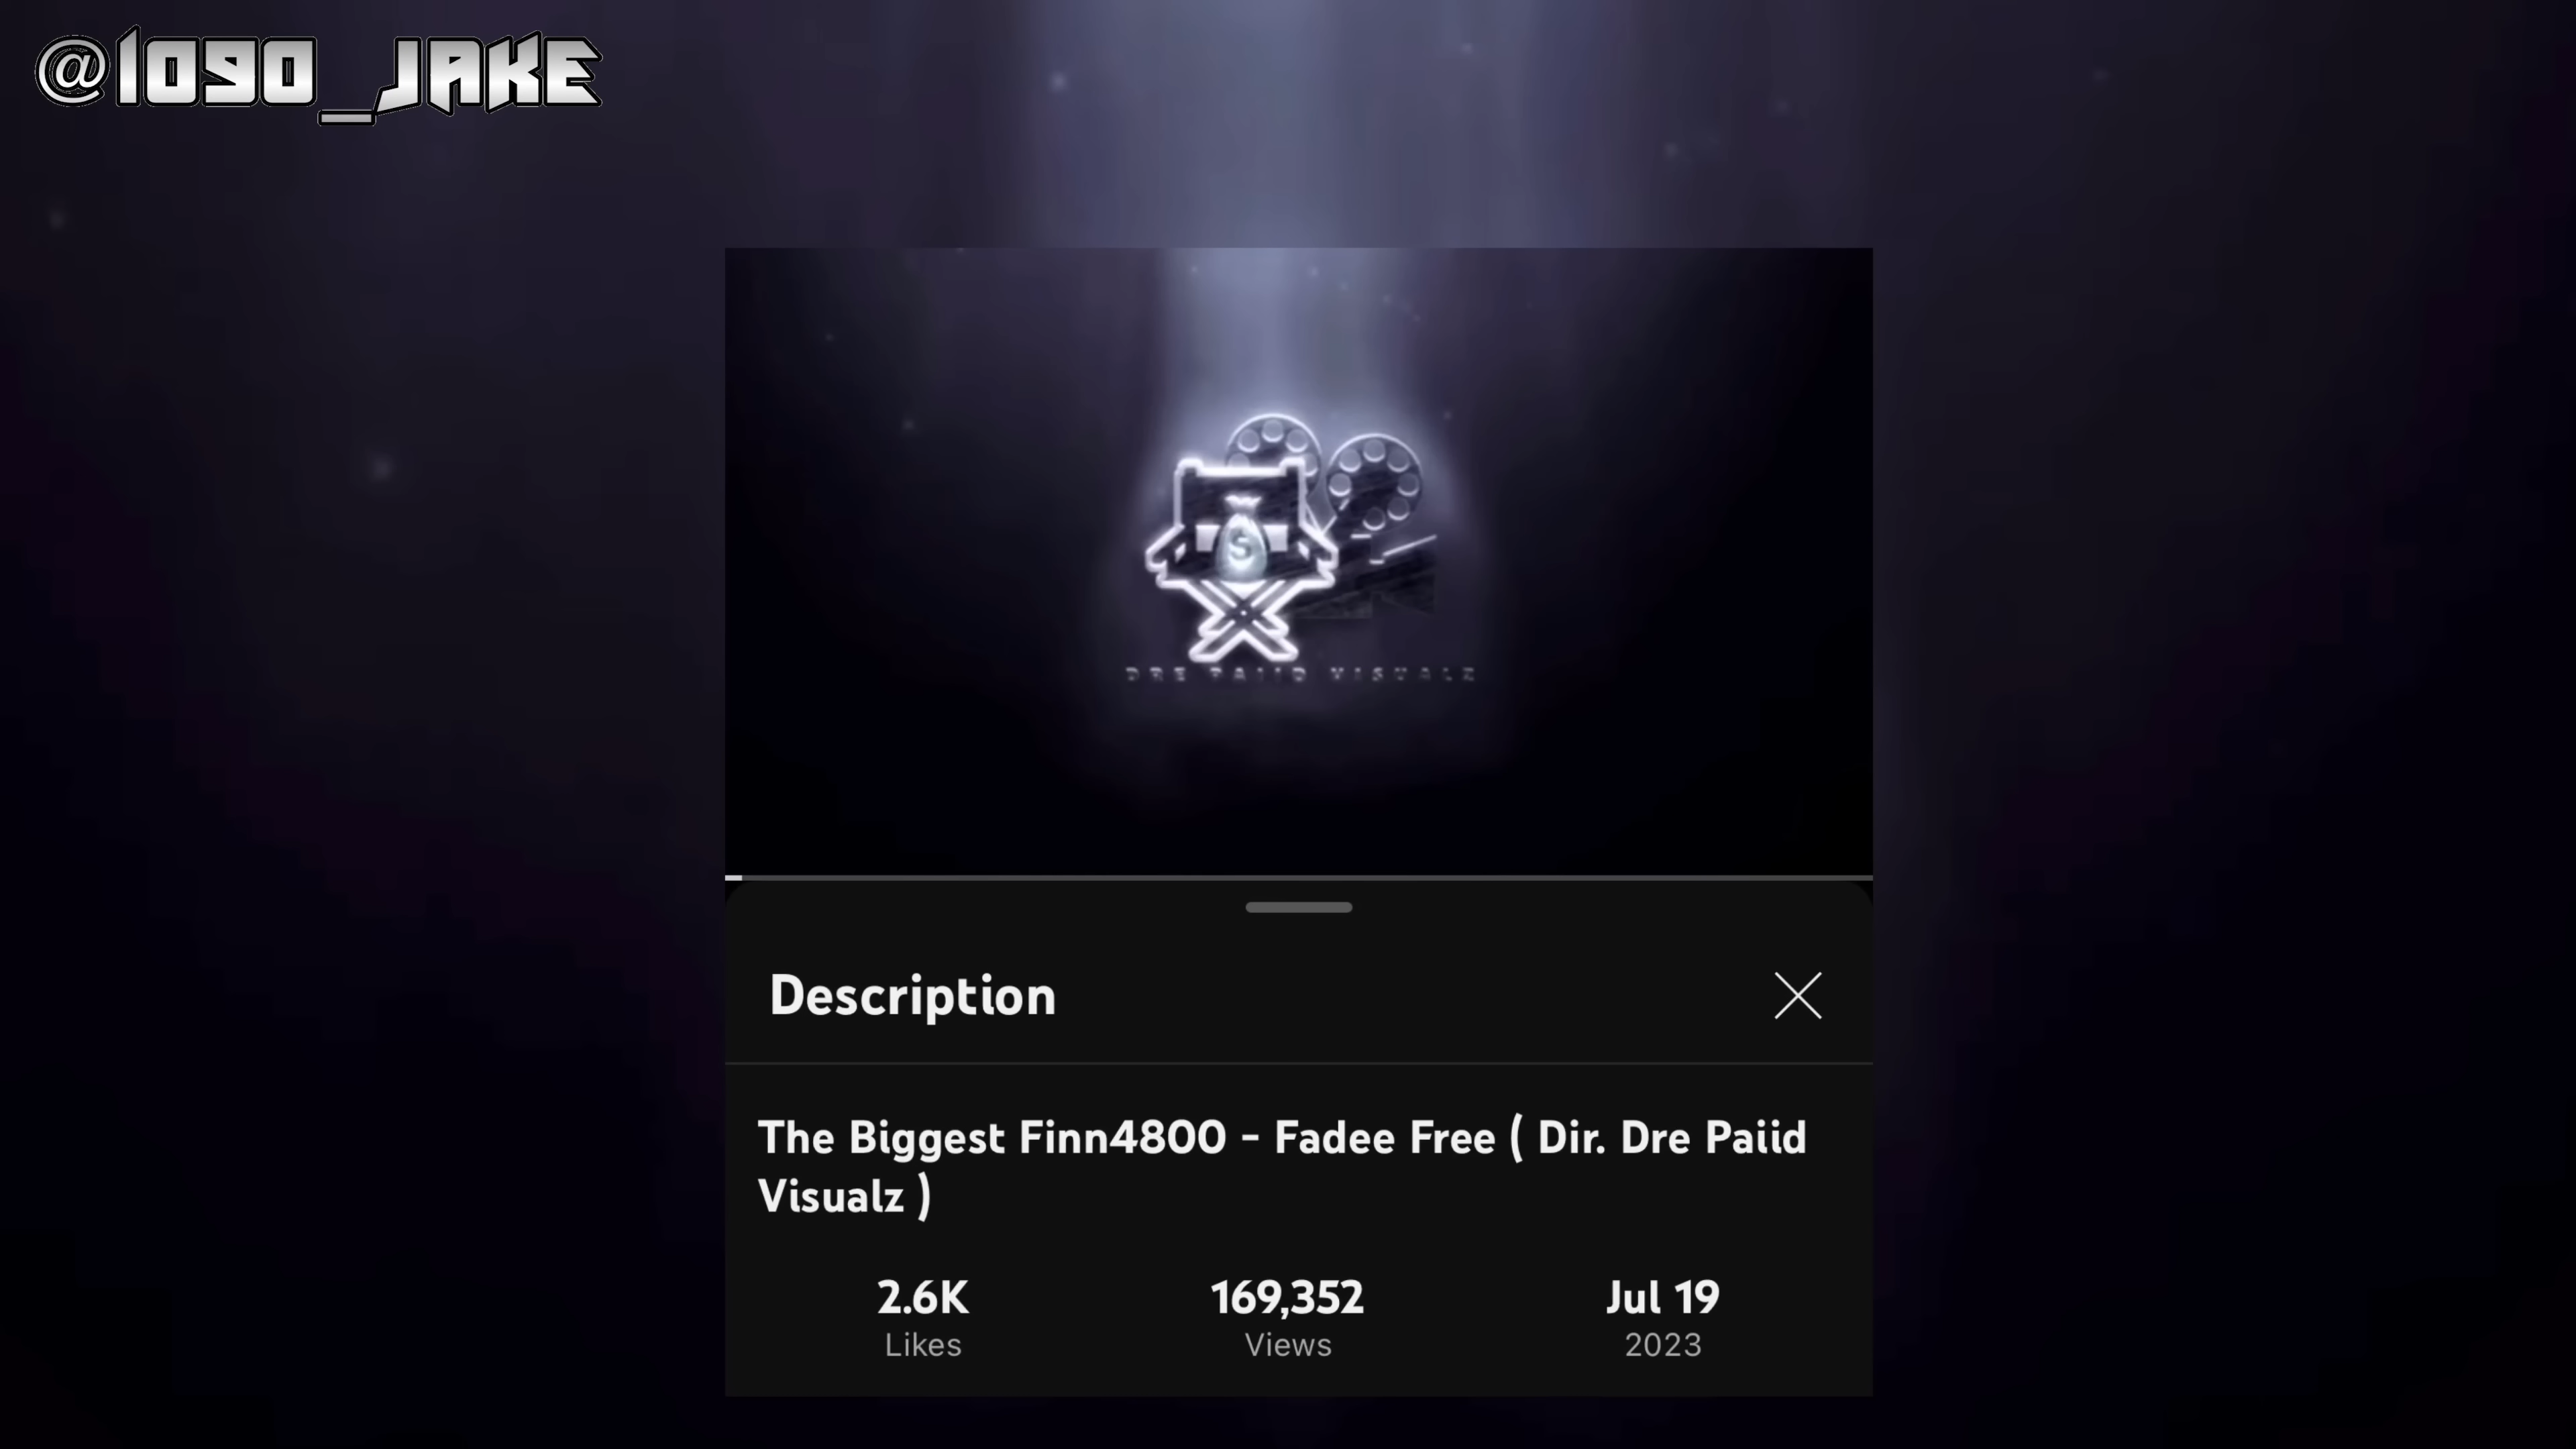 @1090_JAKE
DRE PAIID VISUALZ
Description
The Biggest Finn4800 - Fadee Free ( Dir. Dre Paiid
Visualz )
2.6K
Likes
169,352
Views
Jul 19
2023